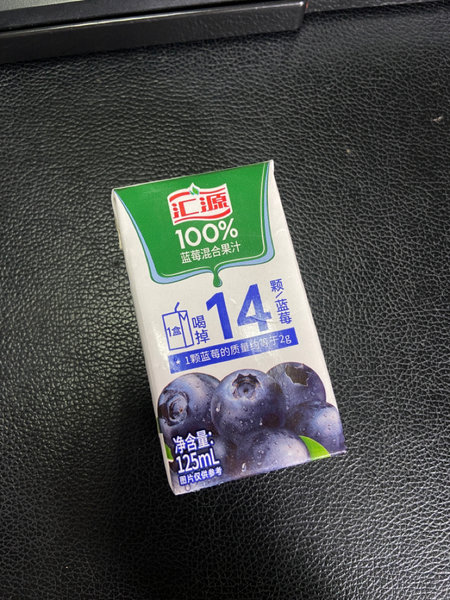 汇源
100%
蓝莓混合果汁
1盒
喝掉
14
颗/蓝莓
* 1颗蓝莓的质量约等于2g
净含量:
125mL
图片仅供参考